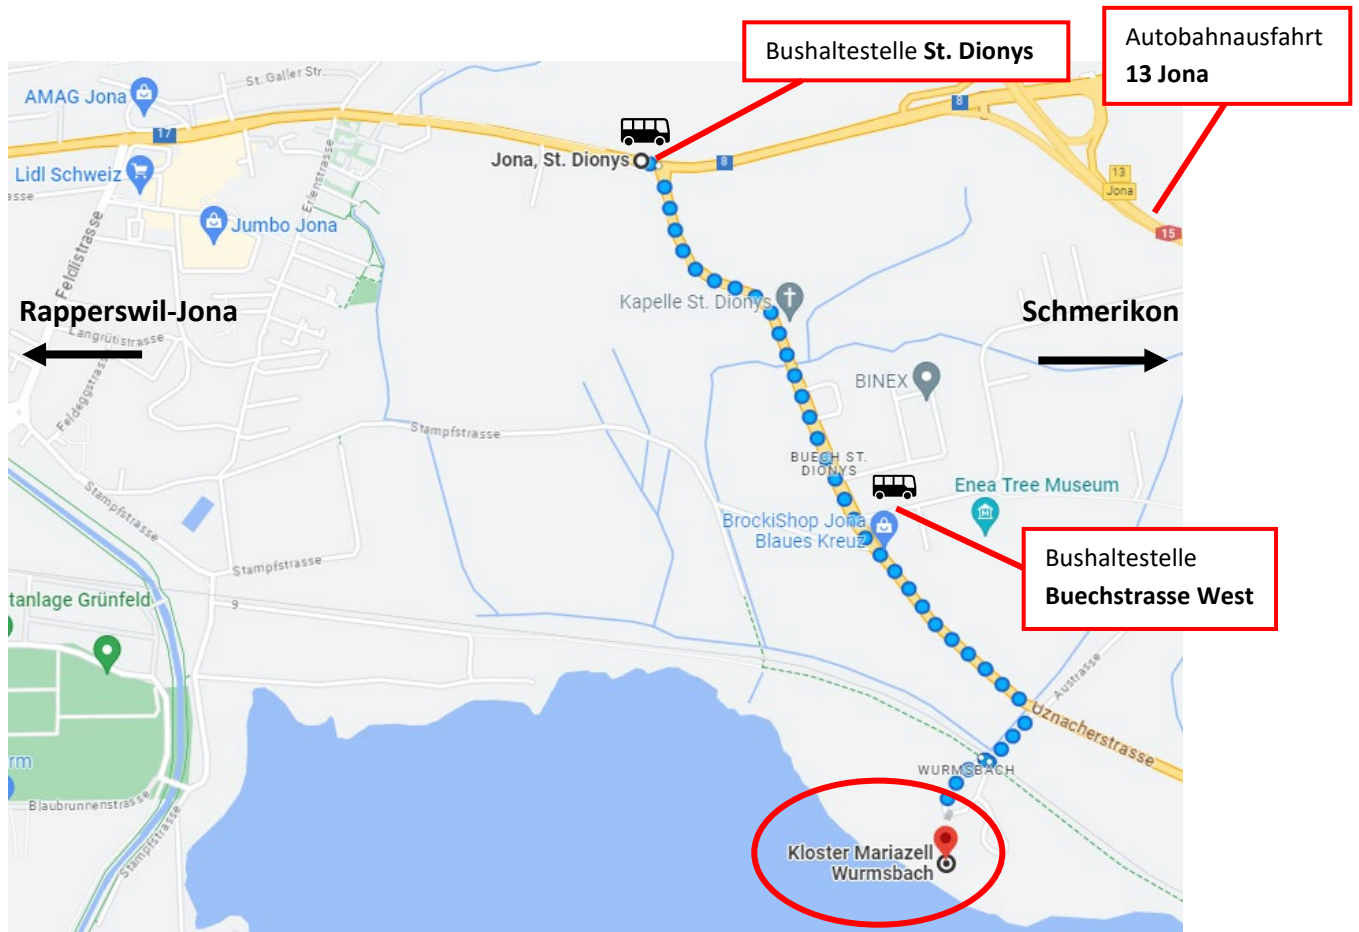 Bushaltestelle St. Dionys
Autobahnausfahrt
13 Jona
St. Galler Str.
AMAG Jona
17
8
8
Jona, St. Dionys
13
Jona
Lidl Schweiz
asse
Erlenstrasse
Jumbo Jona
15
Feldlistrasse
Kapelle St. Dionys
Rapperswil-Jona
Schmerikon
Langrütistrasse
Feldeggstrasse
BINEX
Stampfstrasse
BUECH ST.
DIONYS
Enea Tree Museum
Stampfstrasse
BrockiShop Jona
Blaues Kreuz
Bushaltestelle
Buechstrasse West
Stampfstrasse
9
tanlage Grünfeld
Austrasse
Uznacherstrasse
WURMSBACH
rm
Blaubrunnenstrasse
Stampfstrasse
Kloster Mariazell
Wurmsbach